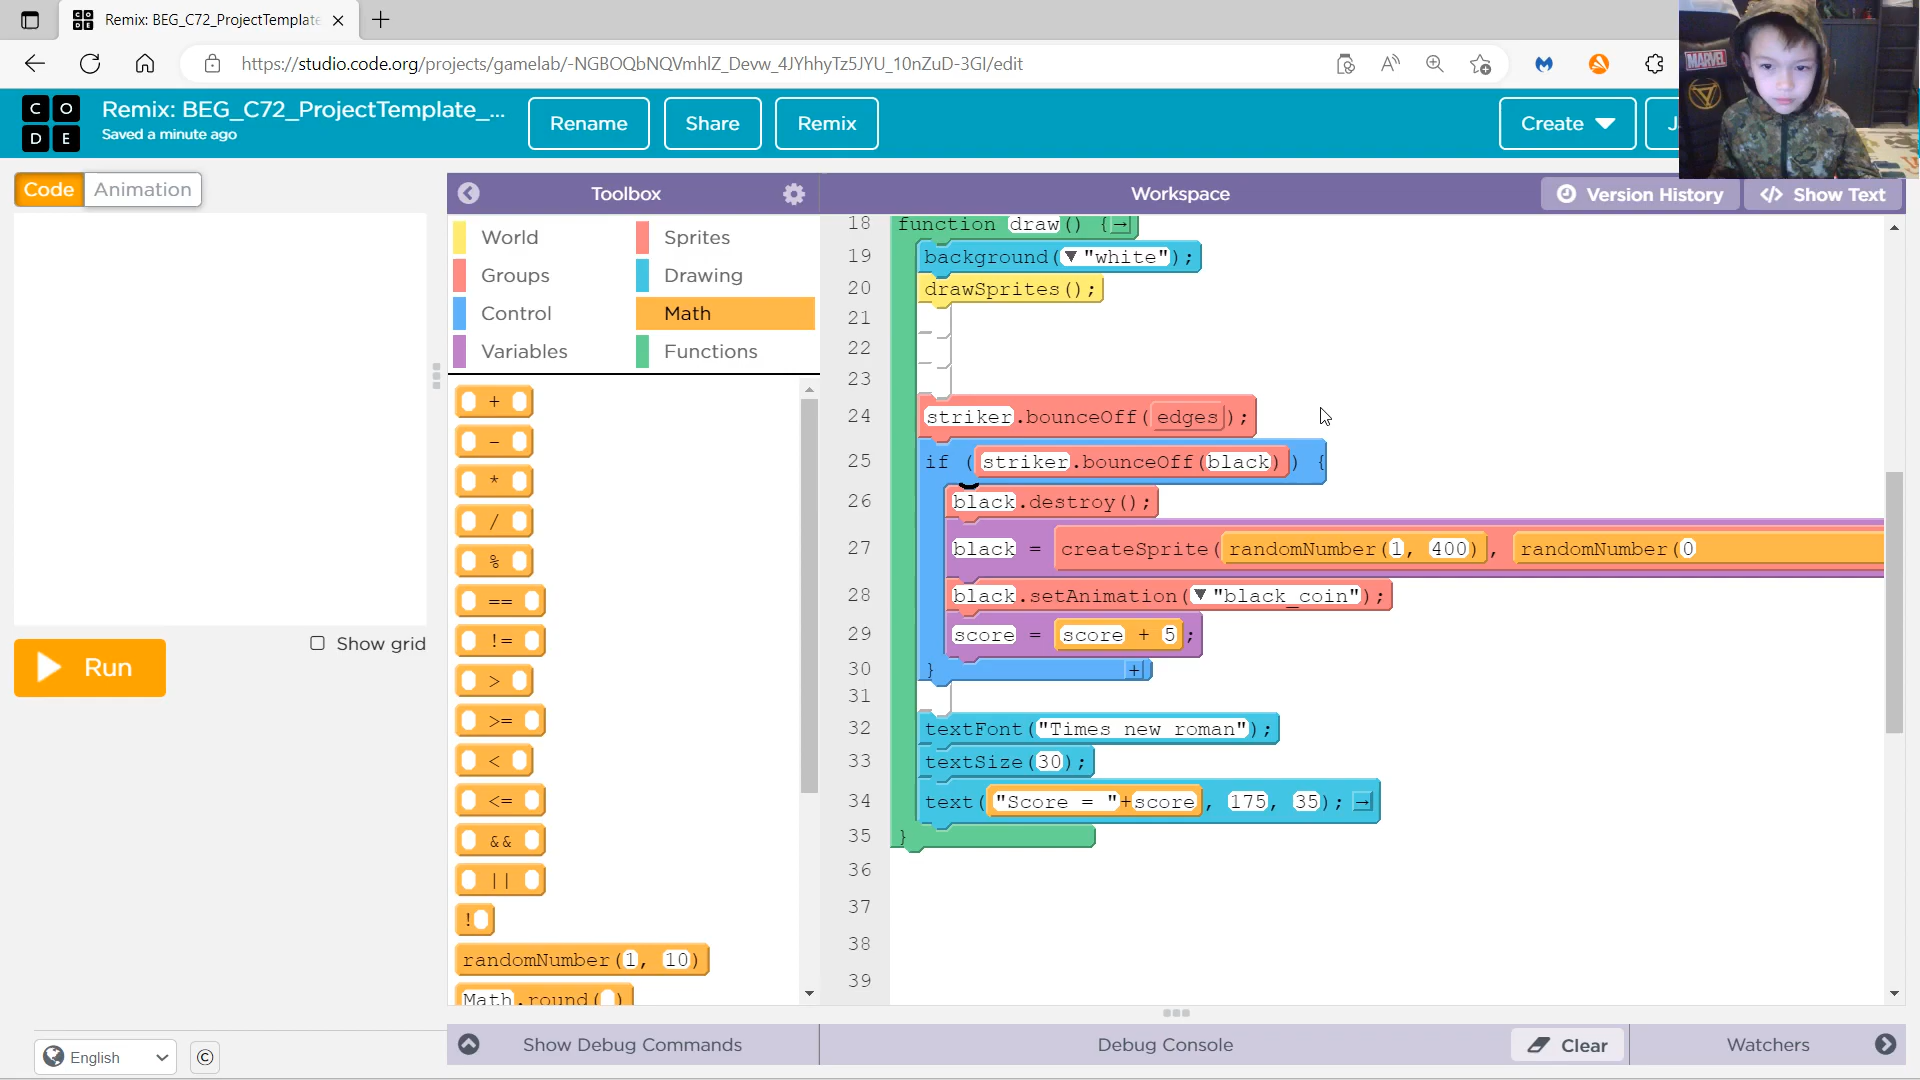 Remix: BEG_C72_ProjectTemplate
https://studio.code.org/projects/gamelab/-NGBOQbNQVmhlZ_Devw_4JYhhyTz5JYU_10nZuD-3GI/edit
C O D E
Remix: BEG_C72_ProjectTemplate_...
Saved a minute ago
Rename
Share
Remix
Create
MARVEL
Code
Animation
Toolbox
Workspace
Version History
</> Show Text
World
Sprites
Groups
Drawing
Control
Math
Variables
Functions
+
-
*
/
%
==
!=
>
>=
<
<=
&&
||
!
randomNumber(1, 10)
Math.round( )
18 function draw() {
19 background("white");
20 drawSprites();
21
22
23
24 striker.bounceOff(edges);
25 if (striker.bounceOff(black)) {
26 black.destroy();
27 black = createSprite(randomNumber(1, 400), randomNumber(0
28 black.setAnimation("black_coin");
29 score = score + 5;
30 }
31
32 textFont("Times new roman");
33 textSize(30);
34 text("Score = "+score, 175, 35);
35 }
36
37
38
39
Show grid
Run
English
©
Show Debug Commands
Debug Console
Clear
Watchers